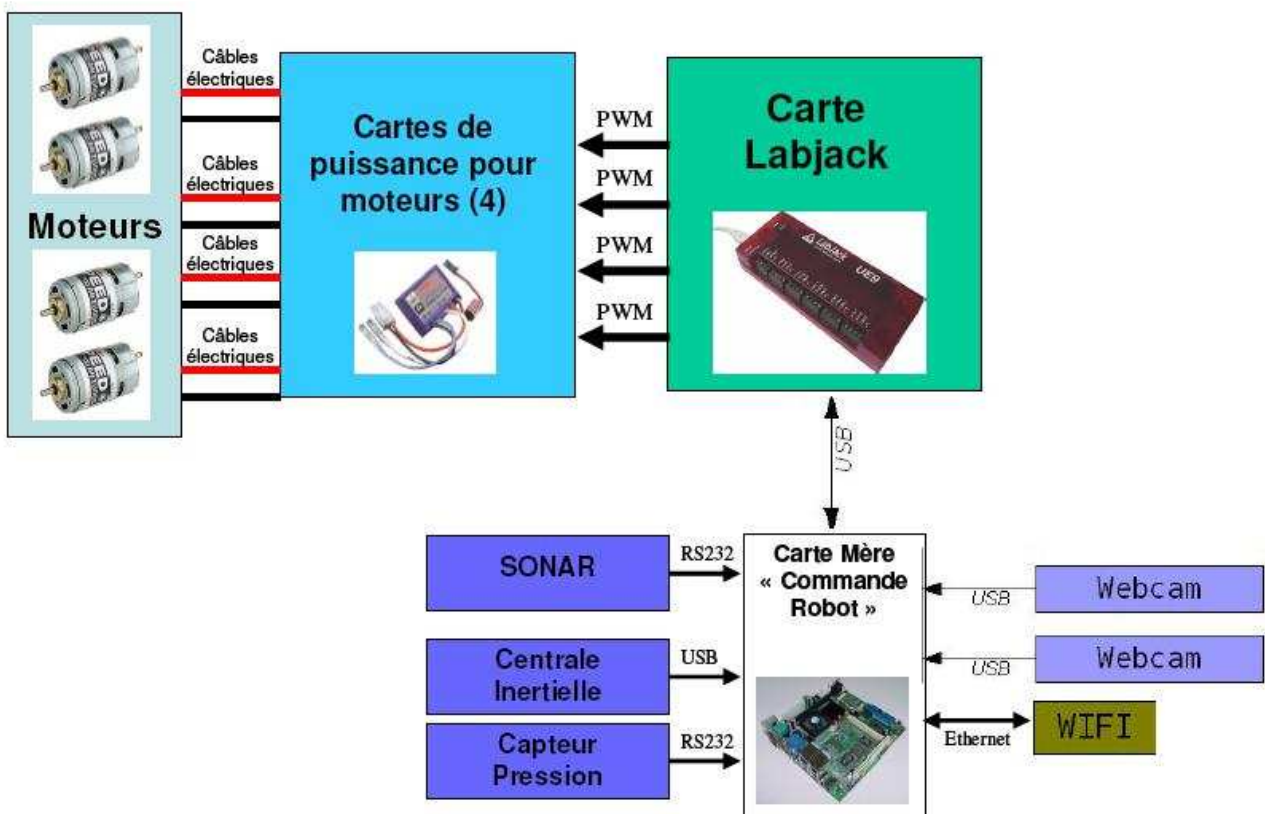 Moteurs
Câbles
électriques
Câbles
électriques
Câbles
électriques
Câbles
électriques
Cartes de
puissance pour
moteurs (4)
PWM
PWM
PWM
PWM
Carte
Labjack
LabJack
UE9
USB
SONAR
RS232
Centrale
Inertielle
USB
Capteur
Pression
RS232
Carte Mère
« Commande
Robot »
USB
Webcam
USB
Webcam
Ethernet
WIFI